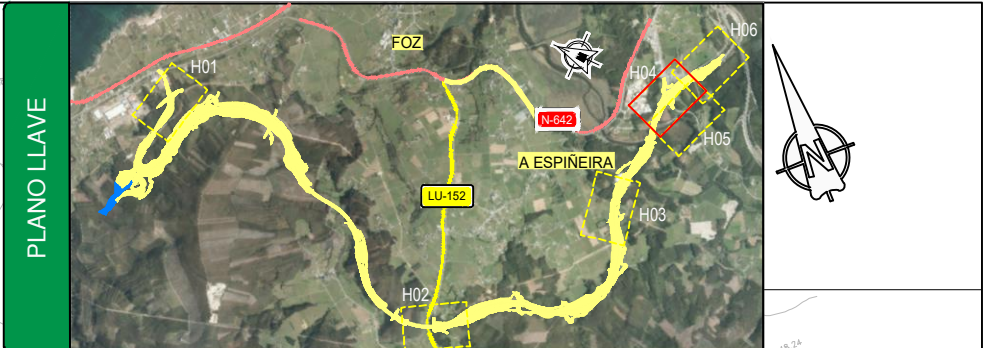 PLANO LLAVE
H01
FOZ
H06
H04
N-642
H05
A ESPIÑEIRA
LU-152
H03
H02
N